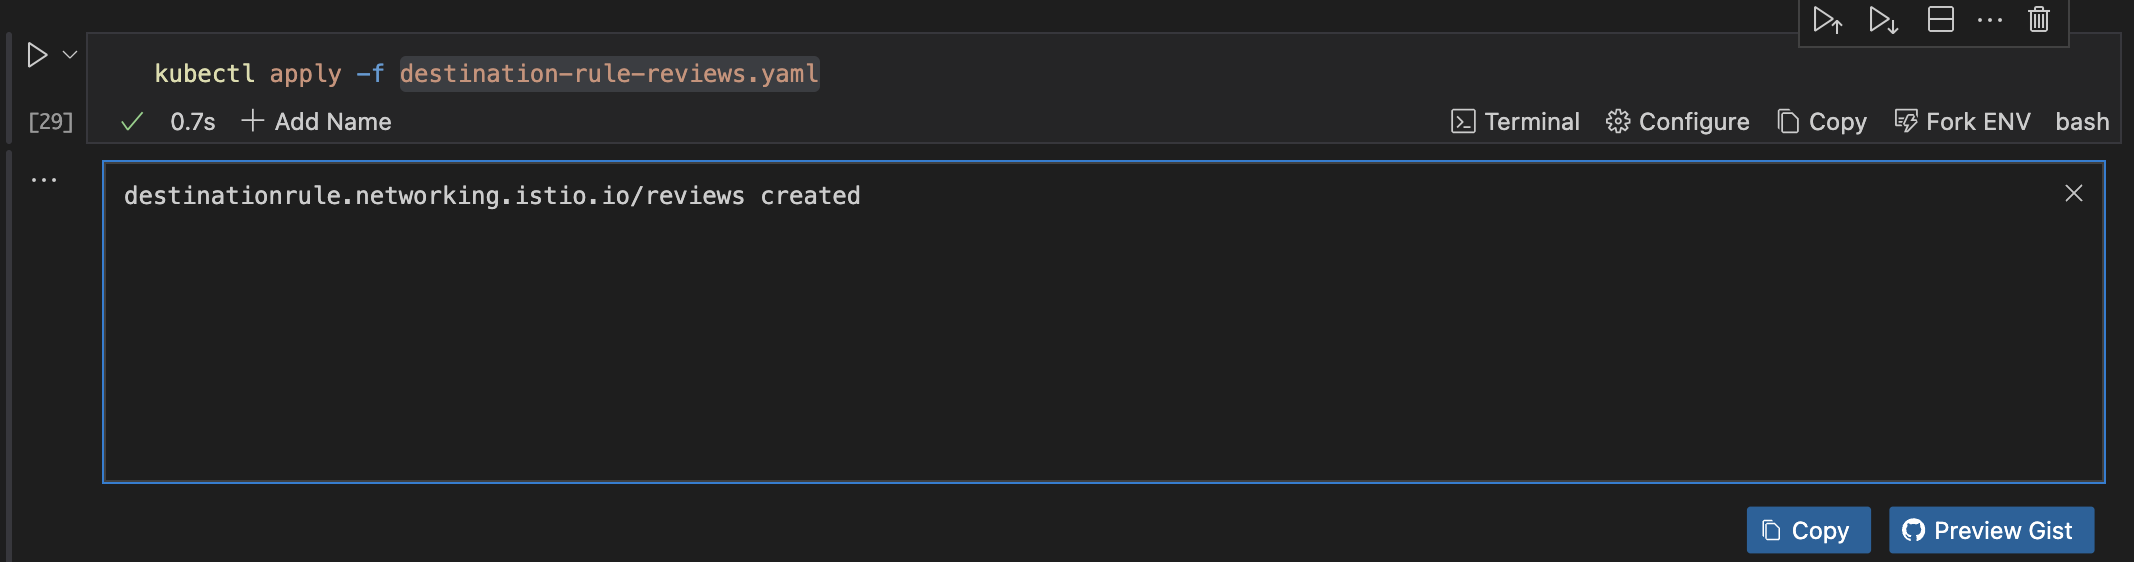 kubectl apply -f destination-rule-reviews.yaml
[29] 0.7s Add Name Terminal Configure Copy Fork ENV bash
destinationrule.networking.istio.io/reviews created
Copy Preview Gist